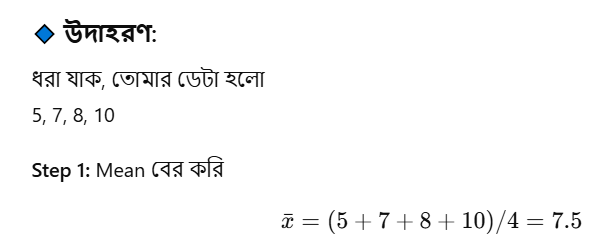 🔷 উদাহরণ:
ধরা যাক, তোমার ডেটা হলো
5, 7, 8, 10
Step 1: Mean বের করি
x̄ = (5 + 7 + 8 + 10)/4 = 7.5